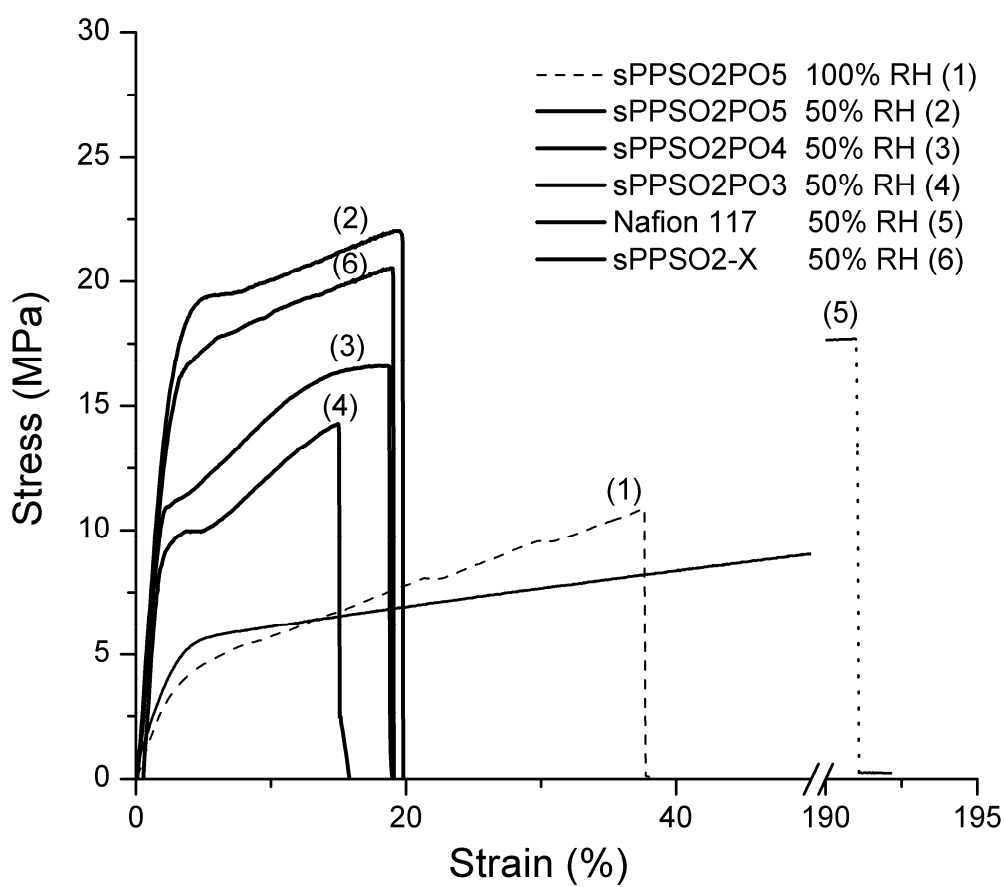 30
25
20
15
10
5
0
Stress (MPa)
sPPSO2PO5 100% RH (1)
sPPSO2PO5 50% RH (2)
sPPSO2PO4 50% RH (3)
sPPSO2PO3 50% RH (4)
Nafion 117 50% RH (5)
sPPSO2-X 50% RH (6)
(2)
(6)
(3)
(4)
(1)
(5)
0 20 40 190 195
Strain (%)